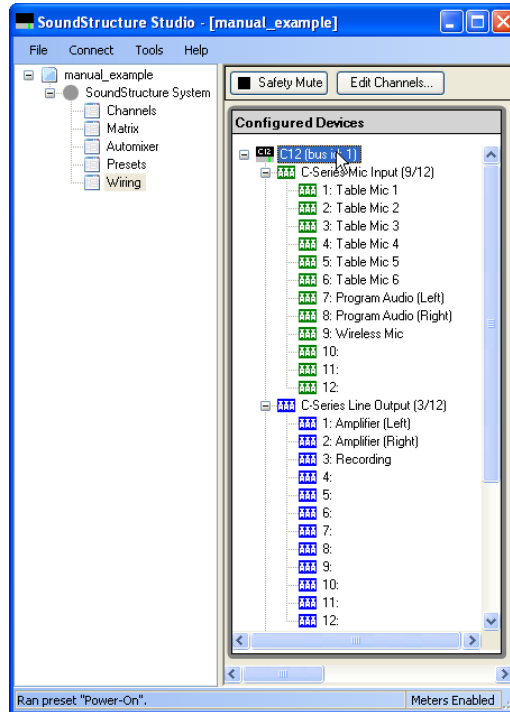 SoundStructure Studio - [manual_example]
File Connect Tools Help
manual_example
SoundStructure System
Channels
Matrix
Automixer
Presets
Wiring
Safety Mute
Edit Channels...
Configured Devices
C12 C12 (bus id: 1)
C-Series Mic Input (9/12)
1: Table Mic 1
2: Table Mic 2
3: Table Mic 3
4: Table Mic 4
5: Table Mic 5
6: Table Mic 6
7: Program Audio (Left)
8: Program Audio (Right)
9: Wireless Mic
10:
11:
12:
C-Series Line Output (3/12)
1: Amplifier (Left)
2: Amplifier (Right)
3: Recording
4:
5:
6:
7:
8:
9:
10:
11:
12:
Ran preset "Power-On".
Meters Enabled